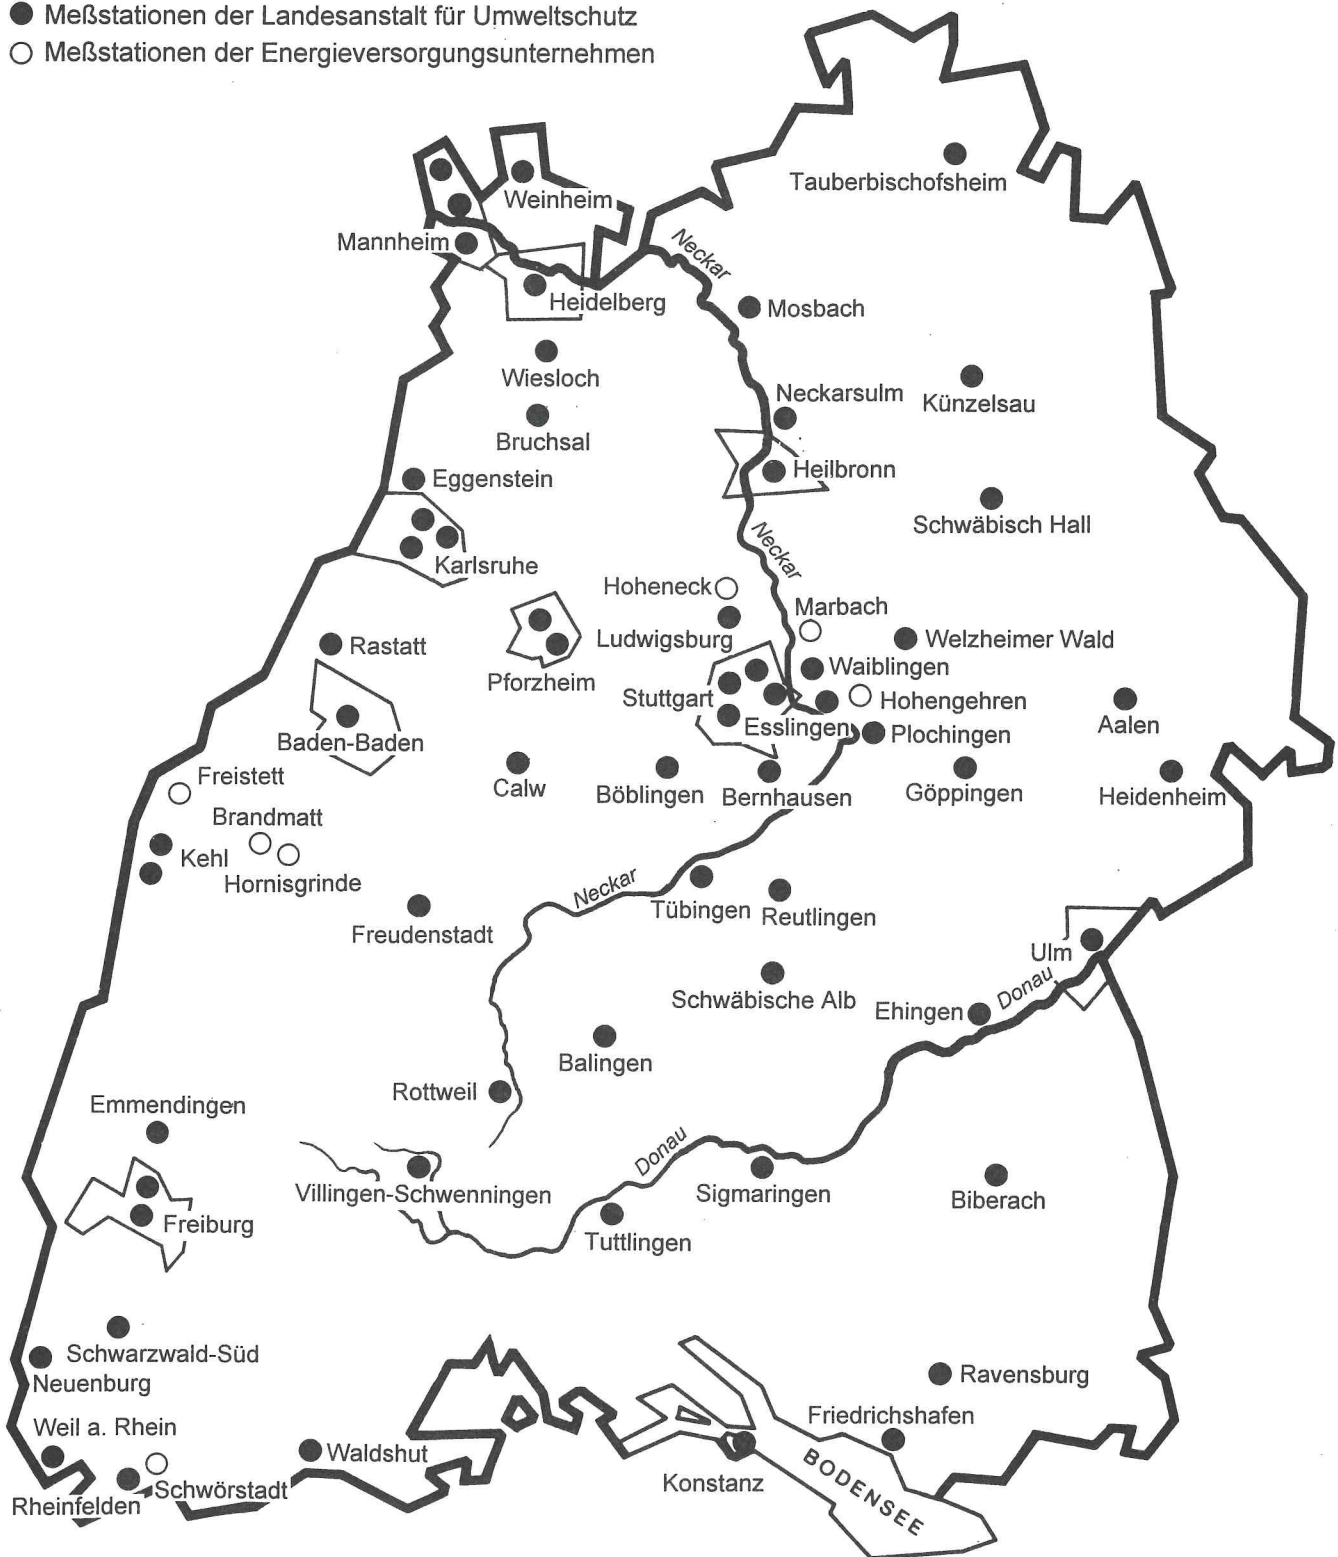 Meßstationen der Landesanstalt für Umweltschutz
Meßstationen der Energieversorgungsunternehmen
Tauberbischofsheim
Weinheim
Mannheim
Neckar
Heidelberg
Mosbach
Wiesloch
Neckarsulm
Künzelsau
Bruchsal
Heilbronn
Eggenstein
Schwäbisch Hall
Karlsruhe
Neckar
Hoheneck
Marbach
Ludwigsburg
Welzheimer Wald
Rastatt
Waiblingen
Pforzheim
Stuttgart
Hohengehren
Esslingen
Plochingen
Aalen
Baden-Baden
Freistett
Calw
Böblingen
Bernhausen
Göppingen
Heidenheim
Brandmatt
Kehl
Hornisgrinde
Neckar
Tübingen
Reutlingen
Freudenstadt
Ulm
Donau
Schwäbische Alb
Ehingen
Balingen
Rottweil
Emmendingen
Donau
Villingen-Schwenningen
Sigmaringen
Biberach
Freiburg
Tuttlingen
Schwarzwald-Süd
Neuenburg
Ravensburg
Friedrichshafen
Weil a. Rhein
Waldshut
Konstanz
BODENSEE
Schwörstadt
Rheinfelden